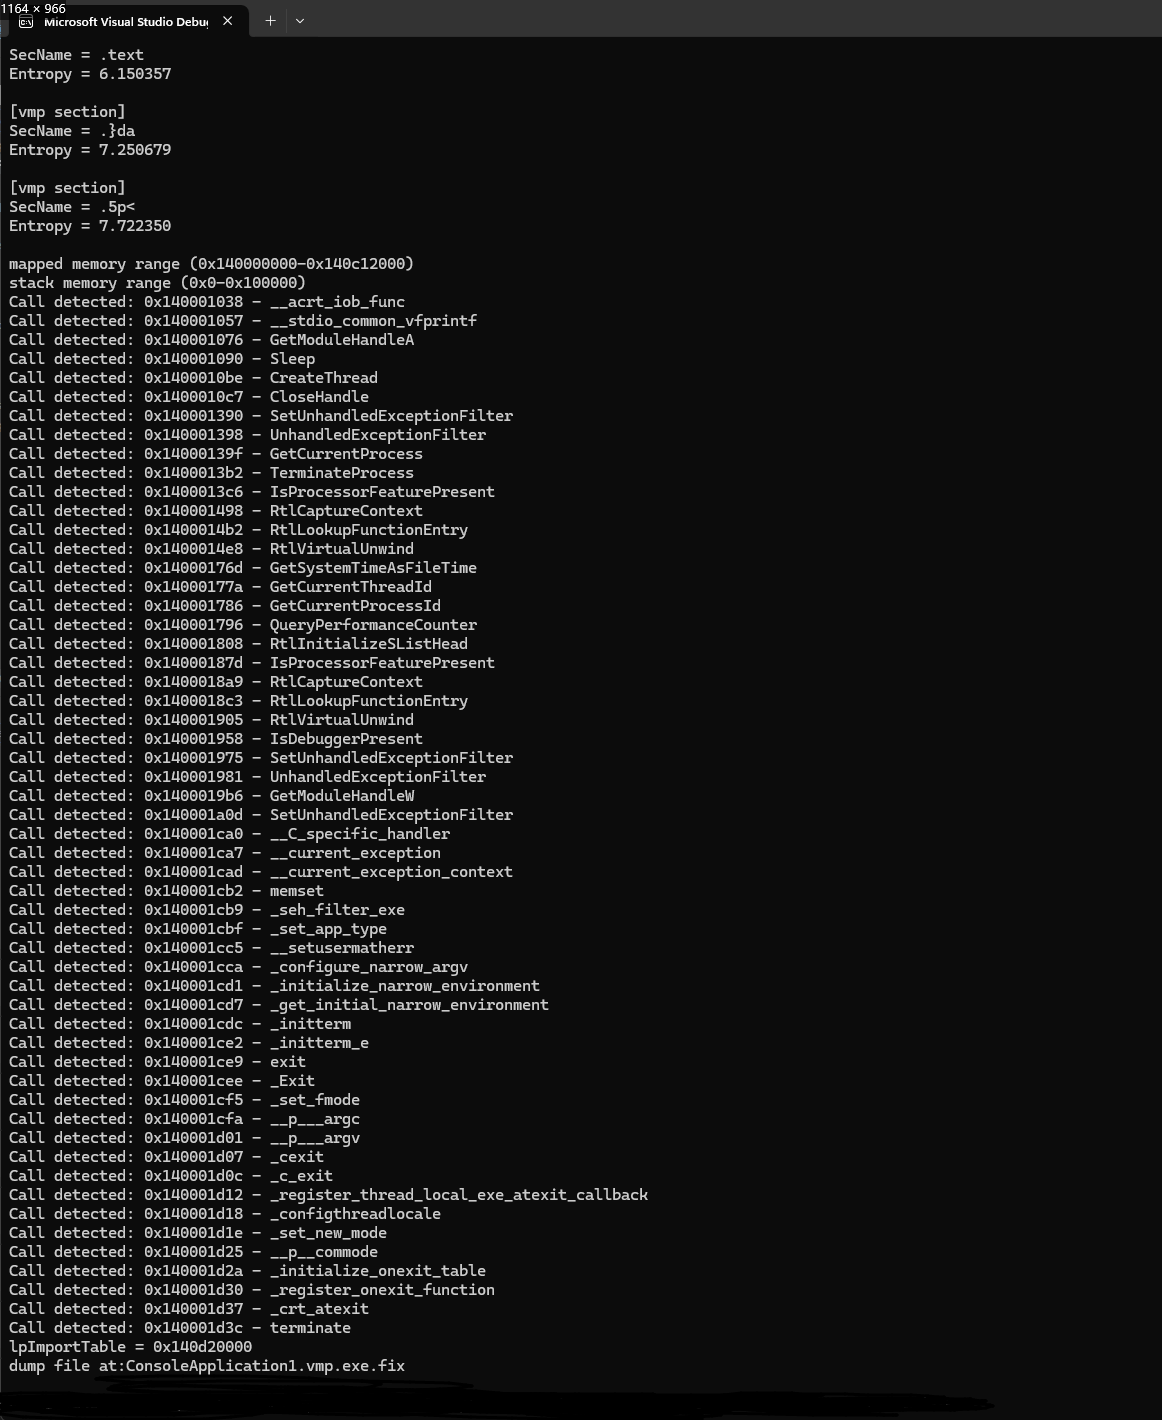 1164 × 966
Microsoft Visual Studio Debug
SecName = .text
Entropy = 6.150357
[vmp section]
SecName = .}da
Entropy = 7.250679
[vmp section]
SecName = .5p<
Entropy = 7.722350
mapped memory range (0x140000000-0x140c12000)
stack memory range (0x0-0x100000)
Call detected: 0x140001038 - __acrt_iob_func
Call detected: 0x140001057 - __stdio_common_vfprintf
Call detected: 0x140001076 - GetModuleHandleA
Call detected: 0x140001090 - Sleep
Call detected: 0x1400010be - CreateThread
Call detected: 0x1400010c7 - CloseHandle
Call detected: 0x140001390 - SetUnhandledExceptionFilter
Call detected: 0x140001398 - UnhandledExceptionFilter
Call detected: 0x14000139f - GetCurrentProcess
Call detected: 0x1400013b2 - TerminateProcess
Call detected: 0x1400013c6 - IsProcessorFeaturePresent
Call detected: 0x140001498 - RtlCaptureContext
Call detected: 0x1400014b2 - RtlLookupFunctionEntry
Call detected: 0x1400014e8 - RtlVirtualUnwind
Call detected: 0x14000176d - GetSystemTimeAsFileTime
Call detected: 0x14000177a - GetCurrentThreadId
Call detected: 0x140001786 - GetCurrentProcessId
Call detected: 0x140001796 - QueryPerformanceCounter
Call detected: 0x140001808 - RtlInitializeSListHead
Call detected: 0x14000187d - IsProcessorFeaturePresent
Call detected: 0x1400018a9 - RtlCaptureContext
Call detected: 0x1400018c3 - RtlLookupFunctionEntry
Call detected: 0x140001905 - RtlVirtualUnwind
Call detected: 0x140001958 - IsDebuggerPresent
Call detected: 0x140001975 - SetUnhandledExceptionFilter
Call detected: 0x140001981 - UnhandledExceptionFilter
Call detected: 0x1400019b6 - GetModuleHandleW
Call detected: 0x140001a0d - SetUnhandledExceptionFilter
Call detected: 0x140001ca0 - __C_specific_handler
Call detected: 0x140001ca7 - __current_exception
Call detected: 0x140001cad - __current_exception_context
Call detected: 0x140001cb2 - memset
Call detected: 0x140001cb9 - _seh_filter_exe
Call detected: 0x140001cbf - _set_app_type
Call detected: 0x140001cc5 - __setusermatherr
Call detected: 0x140001cca - _configure_narrow_argv
Call detected: 0x140001cd1 - _initialize_narrow_environment
Call detected: 0x140001cd7 - _get_initial_narrow_environment
Call detected: 0x140001cdc - _initterm
Call detected: 0x140001ce2 - _initterm_e
Call detected: 0x140001ce9 - exit
Call detected: 0x140001cee - _Exit
Call detected: 0x140001cf5 - _set_fmode
Call detected: 0x140001cfa - __p___argc
Call detected: 0x140001d01 - __p___argv
Call detected: 0x140001d07 - _cexit
Call detected: 0x140001d0c - _c_exit
Call detected: 0x140001d12 - _register_thread_local_exe_atexit_callback
Call detected: 0x140001d18 - _configthreadlocale
Call detected: 0x140001d1e - _set_new_mode
Call detected: 0x140001d25 - __p__commode
Call detected: 0x140001d2a - _initialize_onexit_table
Call detected: 0x140001d30 - _register_onexit_function
Call detected: 0x140001d37 - _crt_atexit
Call detected: 0x140001d3c - terminate
lpImportTable = 0x140d20000
dump file at:ConsoleApplication1.vmp.exe.fix